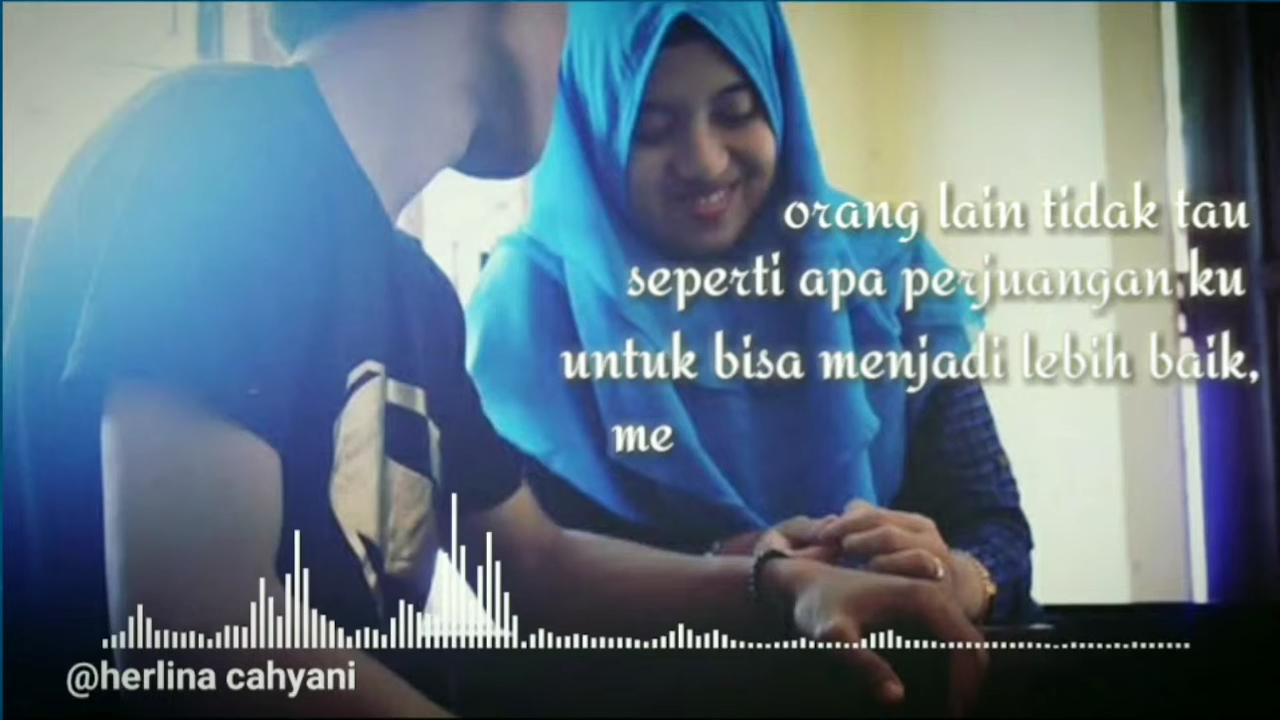 orang lain tidak tau
seperti apa perjuangan ku
untuk bisa menjadi lebih baik,
me
@herlina cahyani